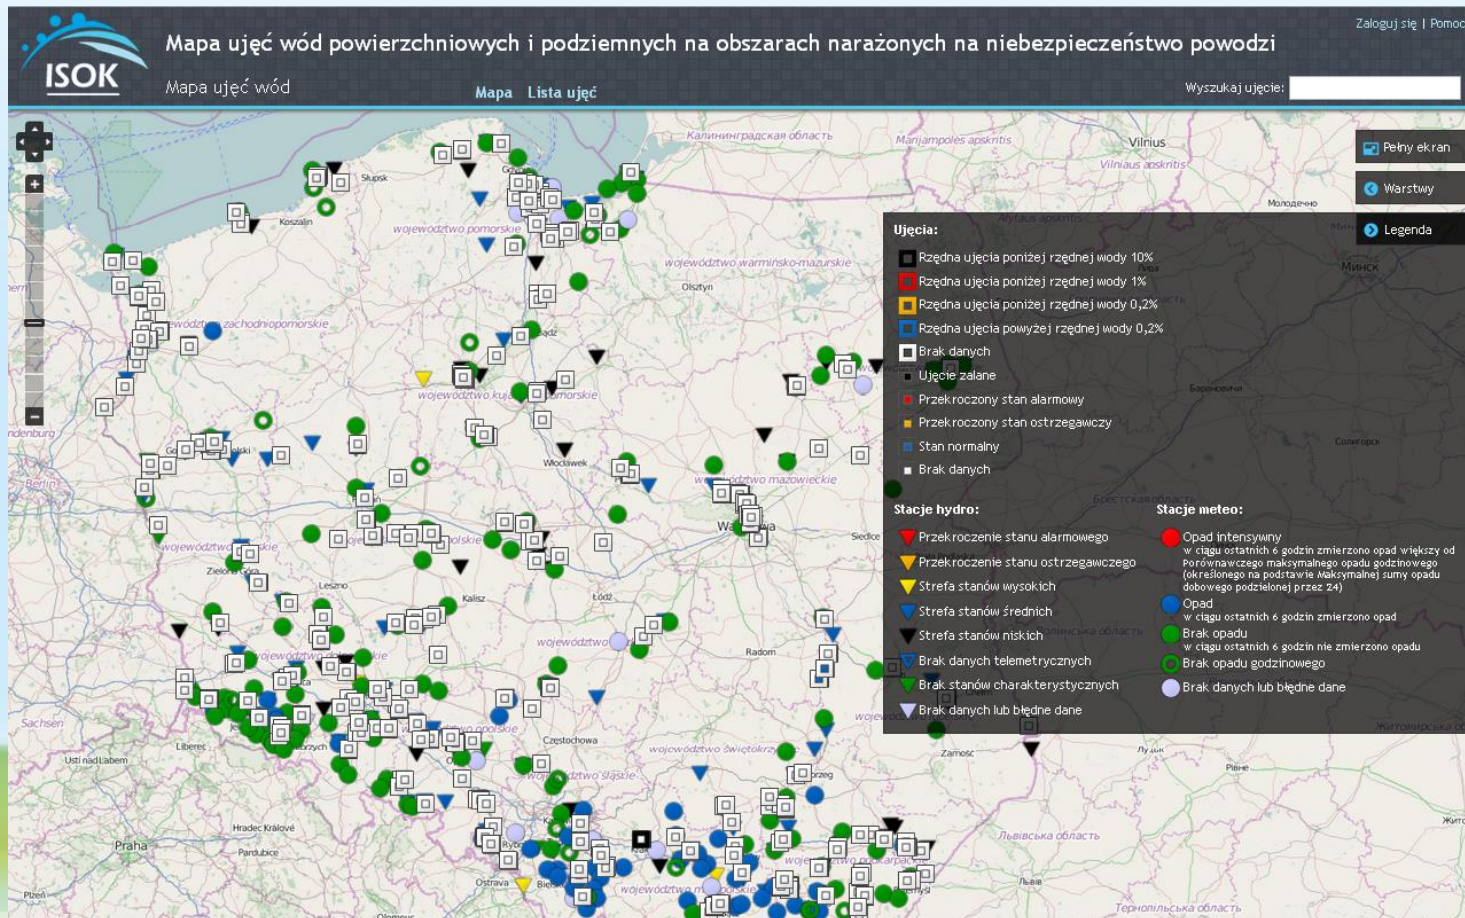 Zaloguj się | Pomoc
Mapa ujęć wód powierzchniowych i podziemnych na obszarach narażonych na niebezpieczeństwo powodzi
ISOK
Mapa ujęć wód
Mapa Lista ujęć
Wyszukaj ujęcie:
Pełny ekran
Warstwy
Legenda
Ujęcia:
Rzędna ujęcia poniżej rzędnej wody 10%
Rzędna ujęcia poniżej rzędnej wody 1%
Rzędna ujęcia poniżej rzędnej wody 0,2%
Rzędna ujęcia powyżej rzędnej wody 0,2%
Brak danych
Ujęcie zalane
Przekroczony stan alarmowy
Przekroczony stan ostrzegawczy
Stan normalny
Brak danych
Stacje hydro:
Przekroczenie stanu alarmowego
Przekroczenie stanu ostrzegawczego
Strefa stanów wysokich
Strefa stanów średnich
Strefa stanów niskich
Brak danych telemetrycznych
Brak stanów charakterystycznych
Brak danych lub błędne dane
Stacje meteo:
Opad intensywny
w ciągu ostatnich 6 godzin zmierzono opad większy od
Porównawczego maksymalnego opadu godzinowego
(określonego na podstawie Maksymalnej sumy opadu
dobowego podzielonej przez 24)
Opad
w ciągu ostatnich 6 godzin zmierzono opad
Brak opadu
w ciągu ostatnich 6 godzin nie zmierzono opadu
Brak opadu godzinowego
Brak danych lub błędne dane
Калининградская область
Marijampolės apskritis
Vilnius
Vilniaus apskritis
Молодечно
Alytaus apskritis
Минск
Słupsk
Koszalin
województwo pomorskie
województwo warmińsko-mazurskie
Olsztyn
Барановичи
Солигорск
Брестская область
Włocławek
województwo mazowieckie
Berlin
Siedlce
Zielona Góra
Leszno
Kalisz
Łódź
Radom
Sachsen
Liberec
Ústí nad Labem
Częstochowa
województwo śląskie
Zamość
Луцьк
Рівне
Hradec Králové
Praha
Pardubice
Львівська область
Plzeň
Ostrava
Львів
Olomouc
Тернопільська область